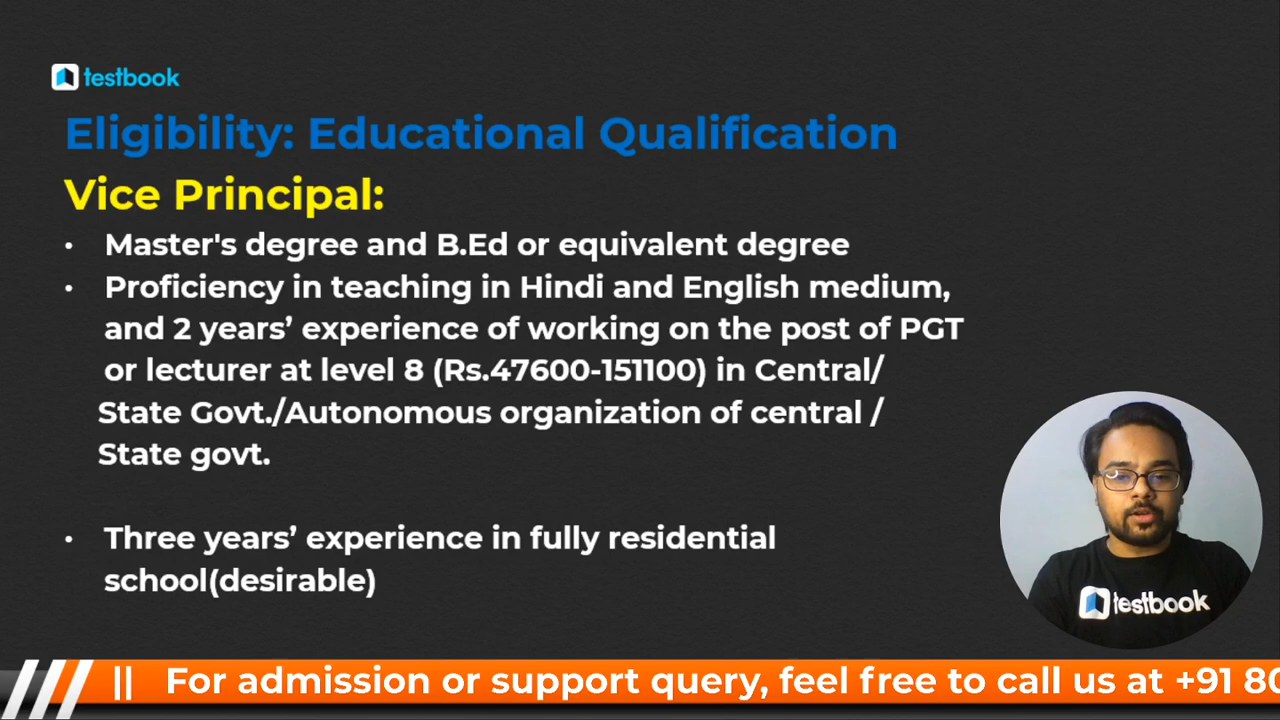 testbook
Eligibility: Educational Qualification
Vice Principal:
• Master's degree and B.Ed or equivalent degree
• Proficiency in teaching in Hindi and English medium,
and 2 years’ experience of working on the post of PGT
or lecturer at level 8 (Rs.47600-151100) in Central/
State Govt./Autonomous organization of central /
State govt.
• Three years’ experience in fully residential
school(desirable)
testbook
|| For admission or support query, feel free to call us at +91 80